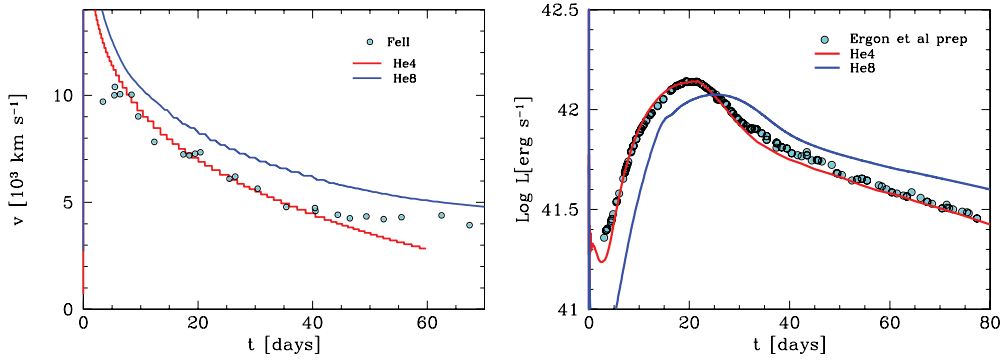 FeII
He4
He8
10
5
0
0
20
40
60
v [10³ km s⁻¹]
t [days]
42.5
42
41.5
41
Ergon et al prep
He4
He8
0
20
40
60
80
Log L[erg s⁻¹]
t [days]